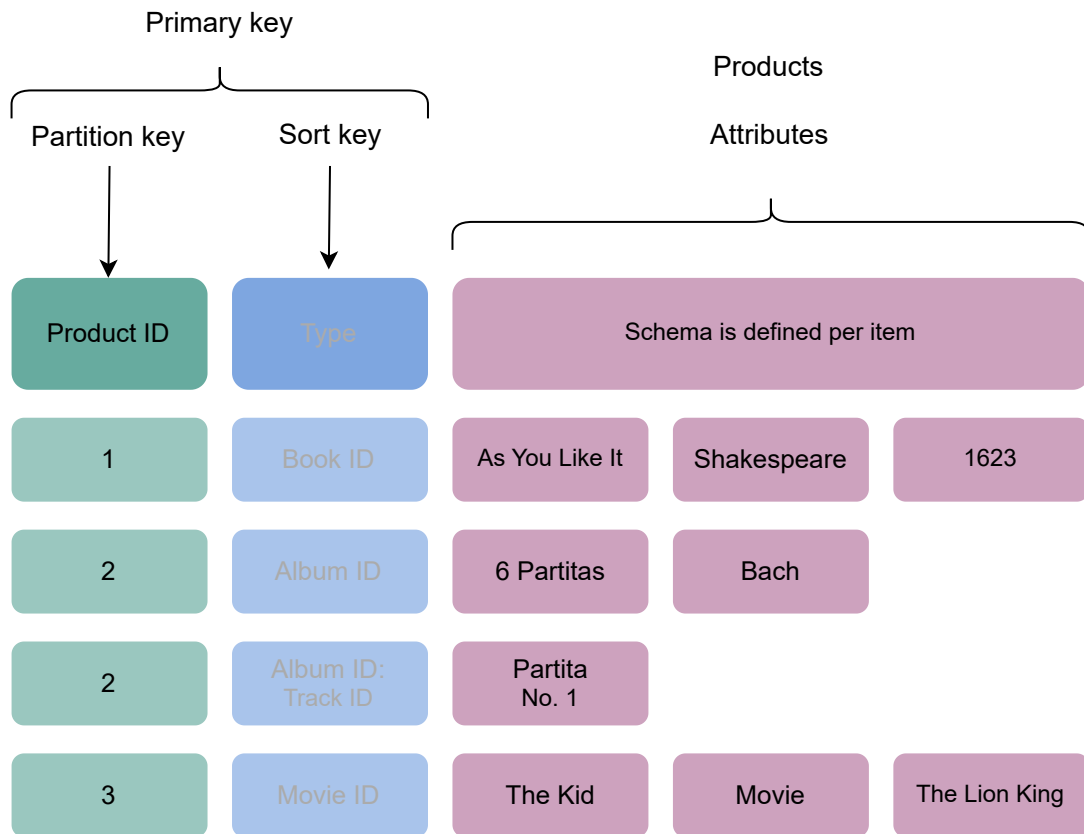 Primary key
Products
Partition key
Sort key
Attributes
Product ID
Type
Schema is defined per item
1
Book ID
As You Like It
Shakespeare
1623
2
Album ID
6 Partitas
Bach
2
Album ID:
Track ID
Partita
No. 1
3
Movie ID
The Kid
Movie
The Lion King